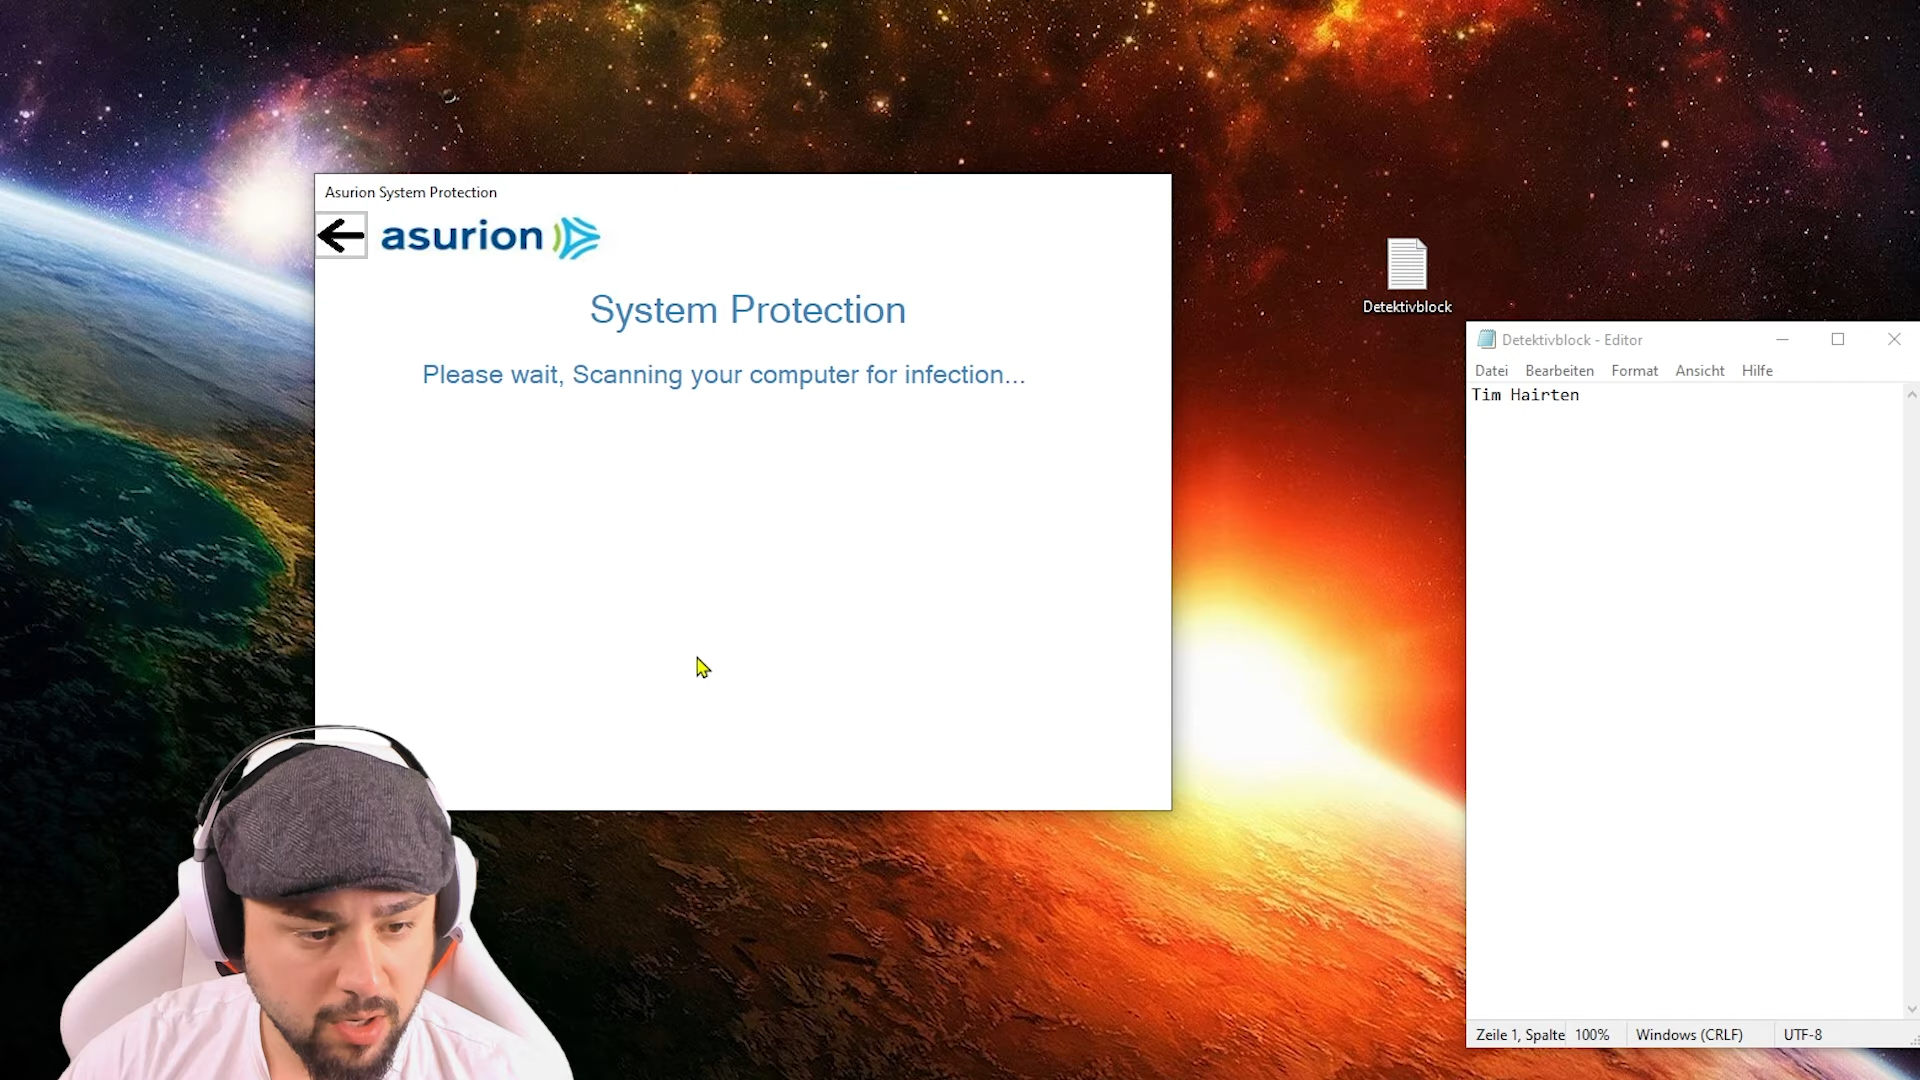 Asurion System Protection
asurion
System Protection
Please wait, Scanning your computer for infection...
Detektivblock
Detektivblock - Editor
Datei Bearbeiten Format Ansicht Hilfe
Tim Hairten
Zeile 1, Spalte 100% Windows (CRLF) UTF-8